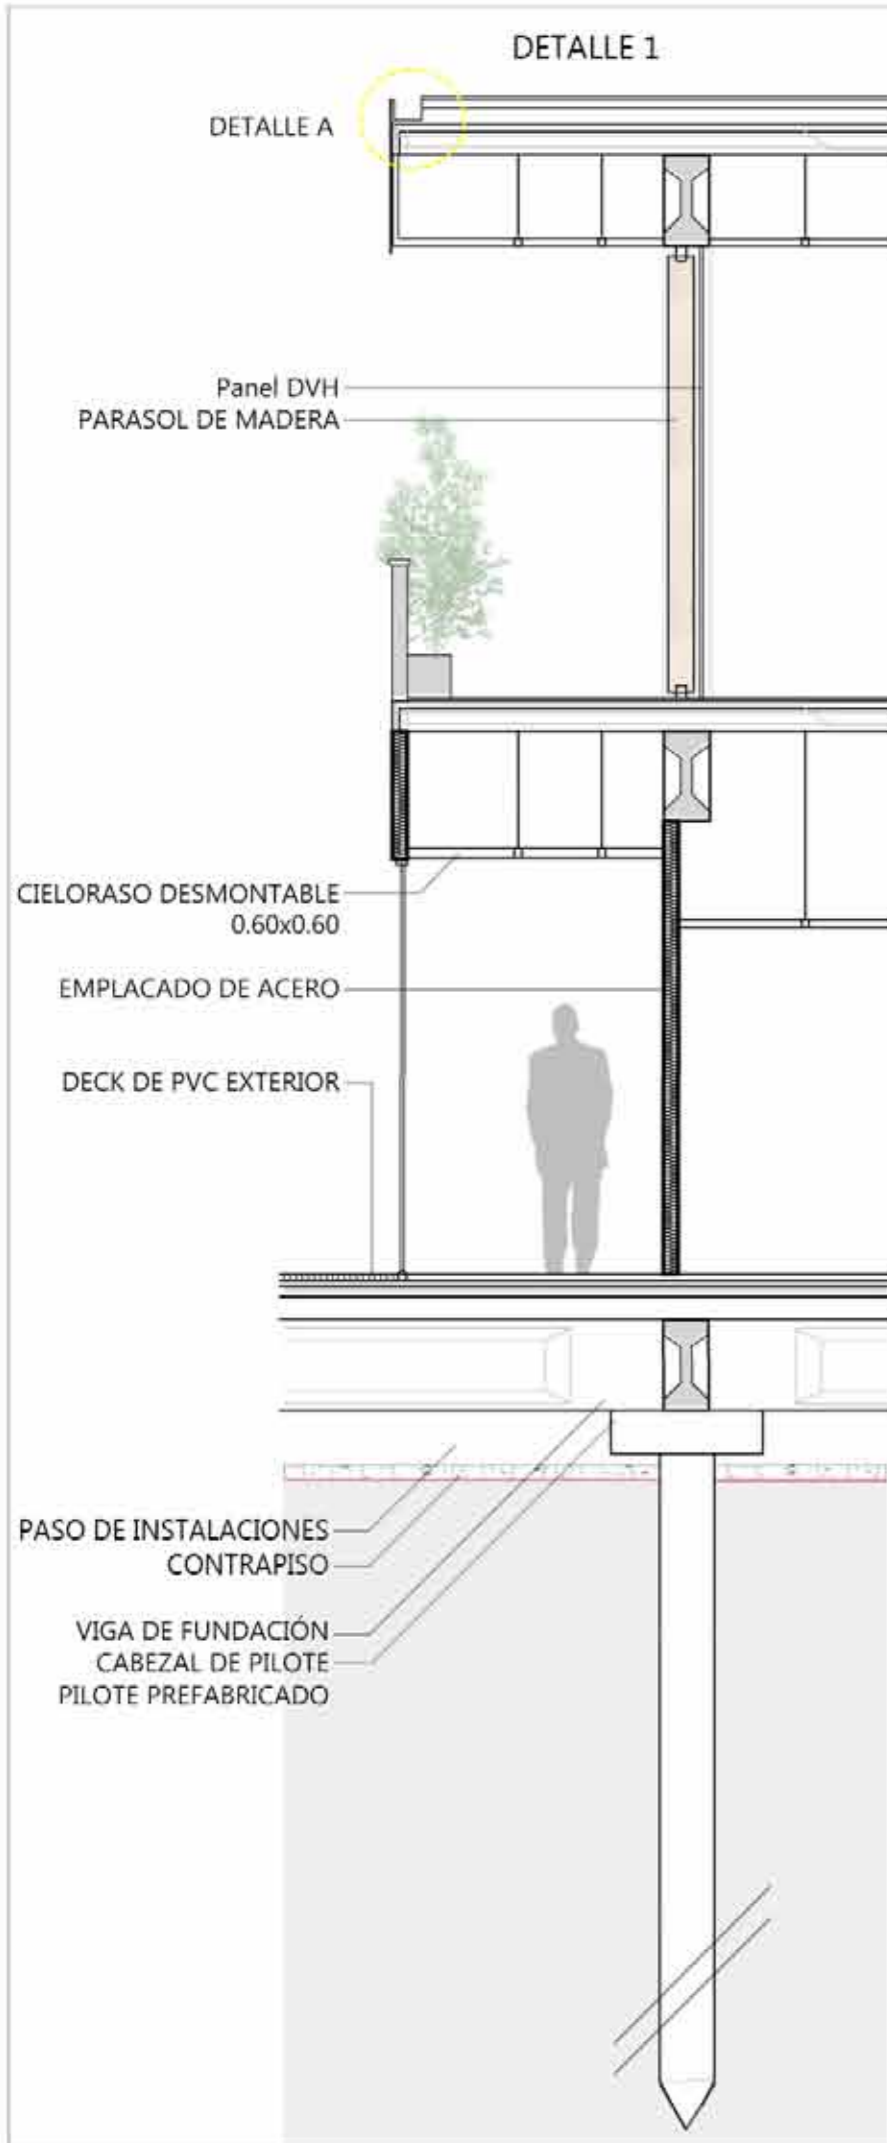 DETALLE 1
DETALLE A
Panel DVH
PARASOL DE MADERA
CIELORASO DESMONTABLE
0.60x0.60
EMPLACADO DE ACERO
DECK DE PVC EXTERIOR
PASO DE INSTALACIONES
CONTRAPISO
VIGA DE FUNDACIÓN
CABEZAL DE PILOTE
PILOTE PREFABRICADO